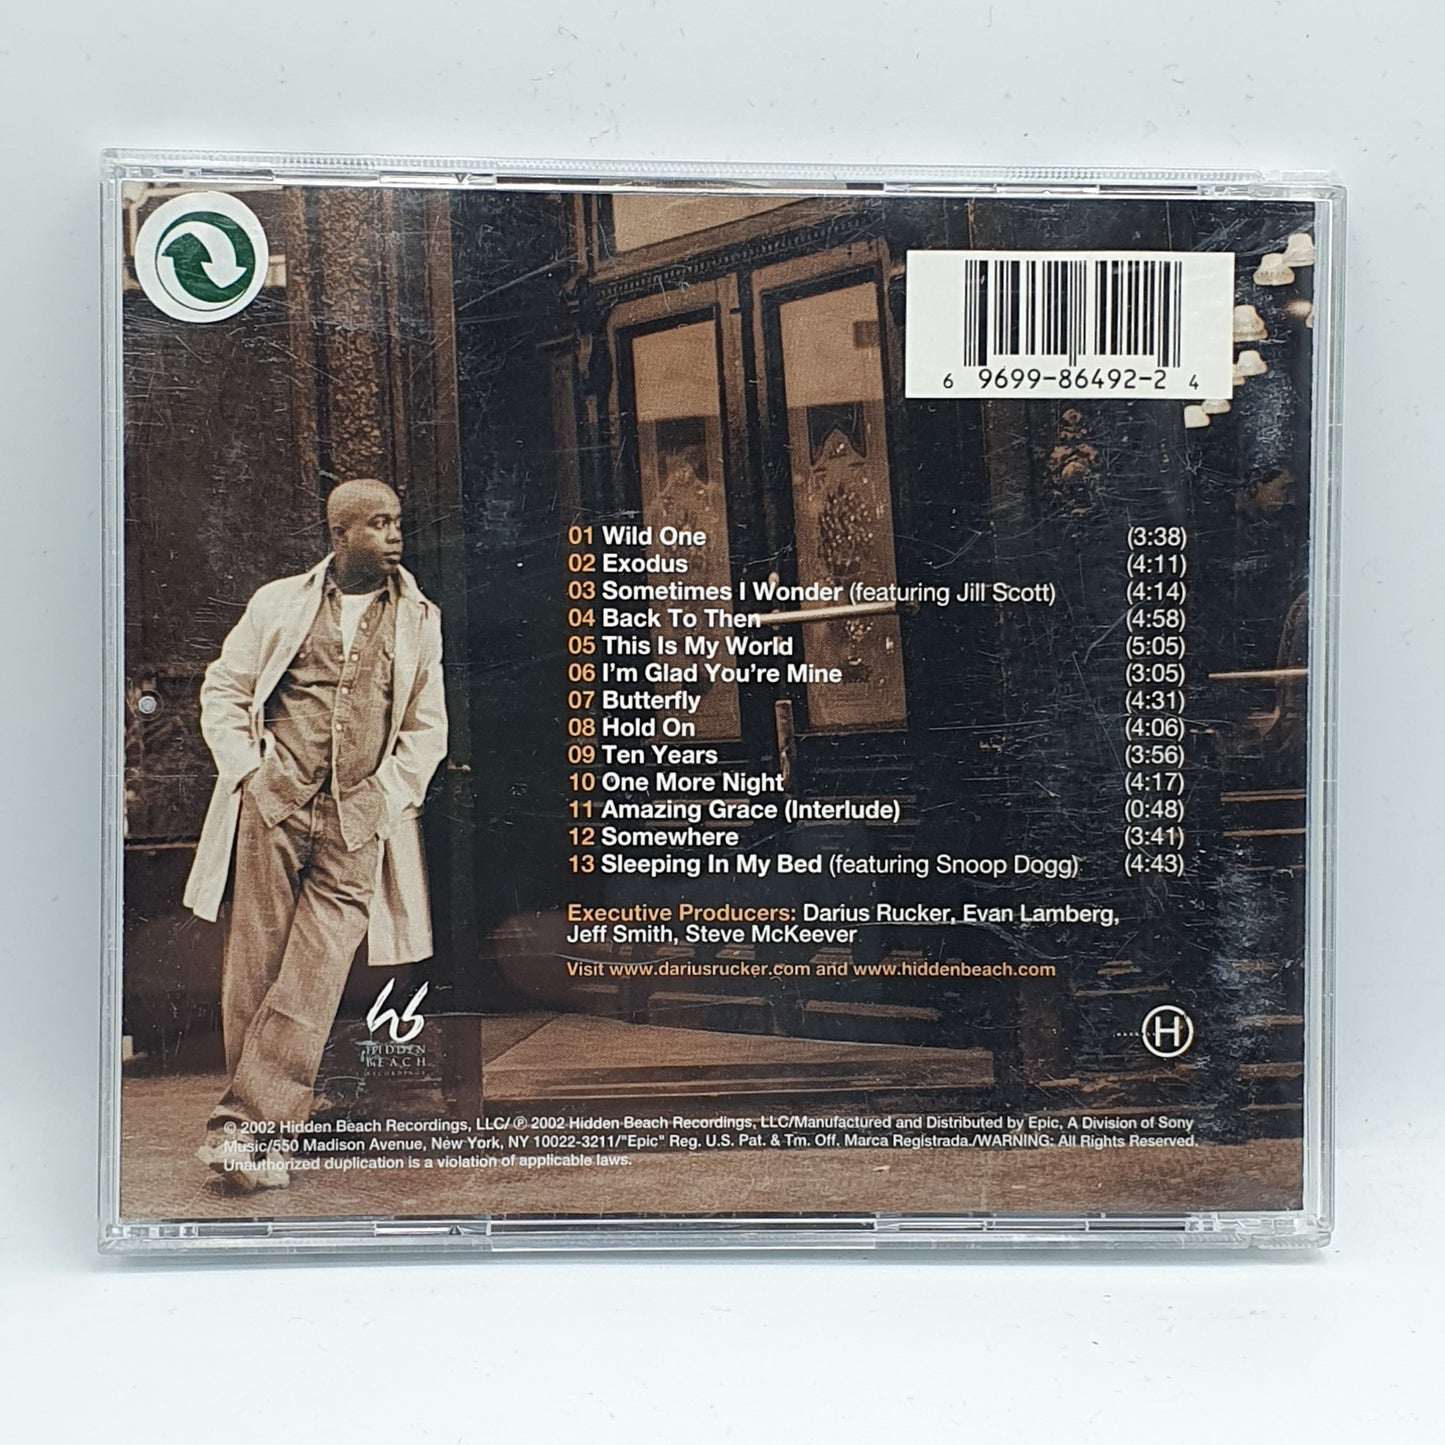 6 9699-86492-2 4
01 Wild One (3:38)
02 Exodus (4:11)
03 Sometimes I Wonder (featuring Jill Scott) (4:14)
04 Back To Then (4:58)
05 This Is My World (5:05)
06 I'm Glad You're Mine (3:05)
07 Butterfly (4:31)
08 Hold On (4:06)
09 Ten Years (3:56)
10 One More Night (4:17)
11 Amazing Grace (Interlude) (0:48)
12 Somewhere (3:41)
13 Sleeping In My Bed (featuring Snoop Dogg) (4:43)
Executive Producers: Darius Rucker, Evan Lamberg,
Jeff Smith, Steve McKeever
Visit www.dariusrucker.com and www.hiddenbeach.com
hb
HIDDEN
BEACH
RECORDINGS
H
© 2002 Hidden Beach Recordings, LLC/ ℗ 2002 Hidden Beach Recordings, LLC/Manufactured and Distributed by Epic, A Division of Sony
Music/550 Madison Avenue, New York, NY 10022-3211/"Epic" Reg. U.S. Pat. & Tm. Off. Marca Registrada./WARNING: All Rights Reserved.
Unauthorized duplication is a violation of applicable laws.